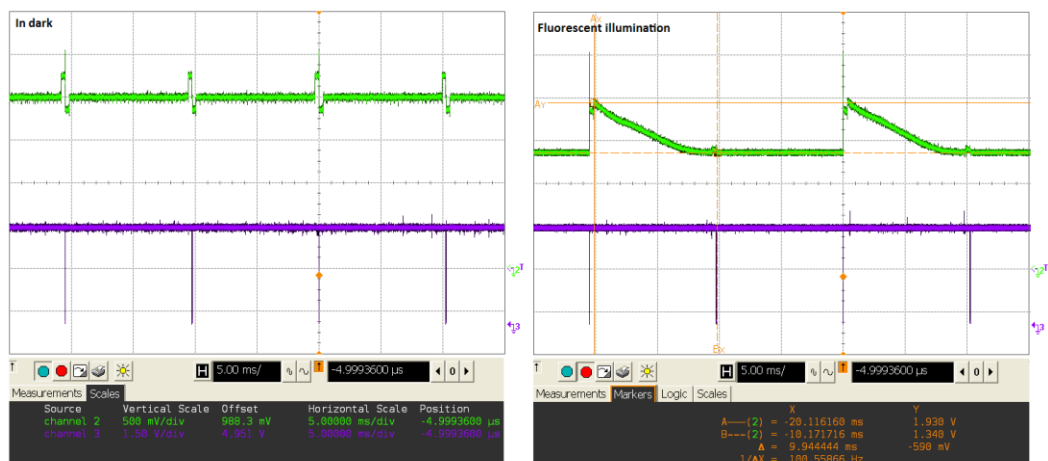 In dark
H 5.00 ms/ -4.9993600 µs 0
Measurements Scales
Source Vertical Scale Offset Horizontal Scale Position
channel 2 500 mV/div 988.3 mV 5.00000 ms/div -4.9993600 µs
channel 3 1.50 V/div 4.951 V 5.00000 ms/div -4.9993600 µs
Fluorescent illumination
Ax
Ay
Bx
H 5.00 ms/ -4.9993600 µs 0
Measurements Markers Logic Scales
X Y
A——(2) = -20.116160 ms 1.930 V
B---(2) = -10.171716 ms 1.340 V
Δ = 9.944444 ms -590 mV
1/ΔX = 100.55866 Hz